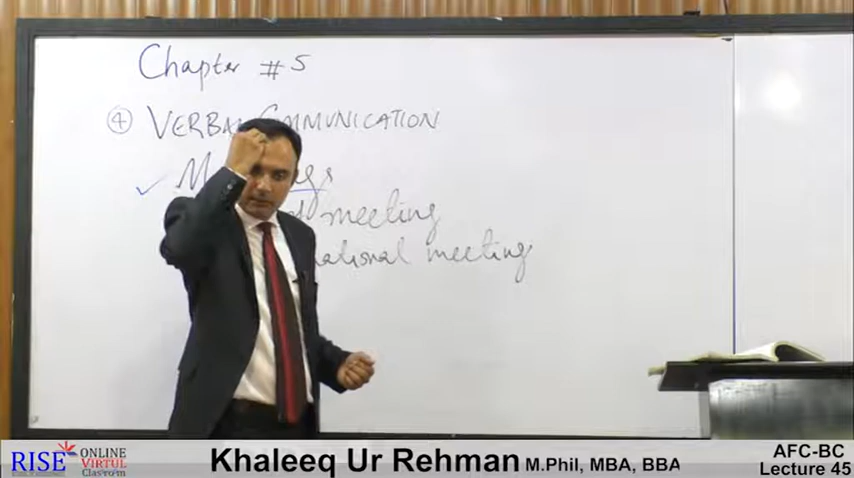 Chapter #5
④ VERBAL COMMUNICATION
✓
meeting
meeting
RISE ONLINE VIRTUL Classroom
Khaleeq Ur Rehman M.Phil, MBA, BBA
AFC-BC
Lecture 45